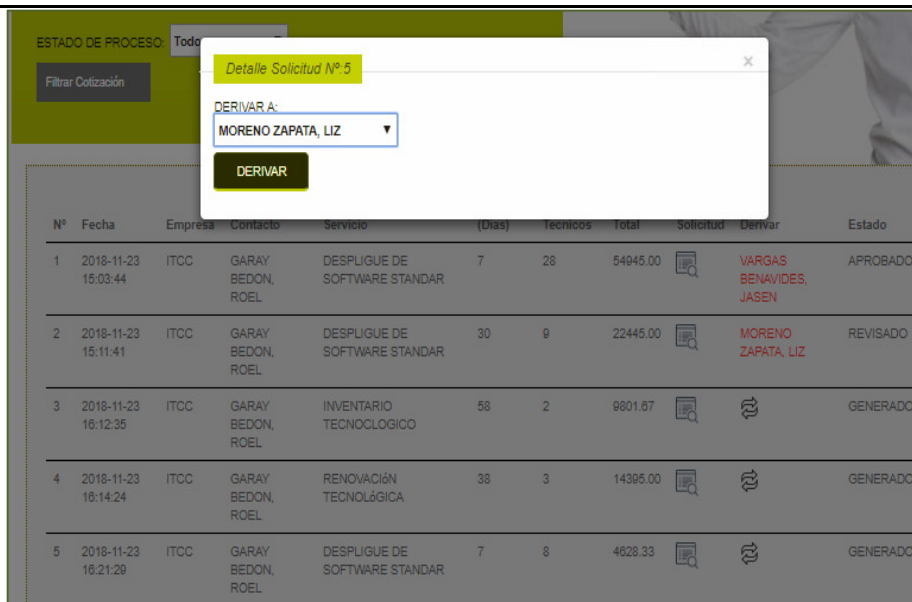 ESTADO DE PROCESO: Todo
Filtrar Cotización
Detalle Solicitud Nº:5
×
DERIVAR A:
MORENO ZAPATA, LIZ
DERIVAR
Nº Fecha Empresa Contacto Servicio (Dias) Tecnicos Total Solicitud Derivar Estado
1 2018-11-23 ITCC GARAY DESPLIGUE DE 7 28 54945.00 VARGAS APROBADO
15:03:44 BEDON, SOFTWARE STANDAR BENAVIDES,
ROEL JASEN
2 2018-11-23 ITCC GARAY DESPLIGUE DE 30 9 22445.00 MORENO REVISADO
15:11:41 BEDON, SOFTWARE STANDAR ZAPATA, LIZ
ROEL
3 2018-11-23 ITCC GARAY INVENTARIO 58 2 9801.67 GENERADO
16:12:35 BEDON, TECNOCLOGICO
ROEL
4 2018-11-23 ITCC GARAY RENOVACIóN 38 3 14395.00 GENERADO
16:14:24 BEDON, TECNOLóGICA
ROEL
5 2018-11-23 ITCC GARAY DESPLIGUE DE 7 8 4628.33 GENERADO
16:21:29 BEDON, SOFTWARE STANDAR
ROEL